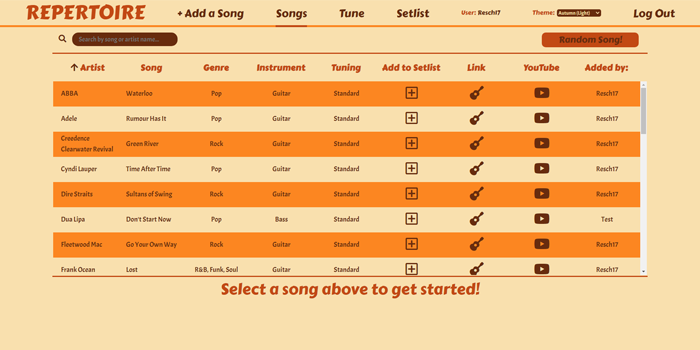 REPERTOIRE + Add a Song Songs Tune Setlist User: Resch17 Theme: Autumn (Light) Log Out
Search by song or artist name... Random Song!
Artist Song Genre Instrument Tuning Add to Setlist Link YouTube Added by:
ABBA Waterloo Pop Guitar Standard Resch17
Adele Rumour Has It Pop Guitar Standard Resch17
Creedence
Clearwater Revival Green River Rock Guitar Standard Resch17
Cyndi Lauper Time After Time Pop Guitar Standard Resch17
Dire Straits Sultans of Swing Rock Guitar Standard Resch17
Dua Lipa Don't Start Now Pop Bass Standard Test
Fleetwood Mac Go Your Own Way Rock Guitar Standard Resch17
Frank Ocean Lost R&B, Funk, Soul Guitar Standard Resch17
Select a song above to get started!